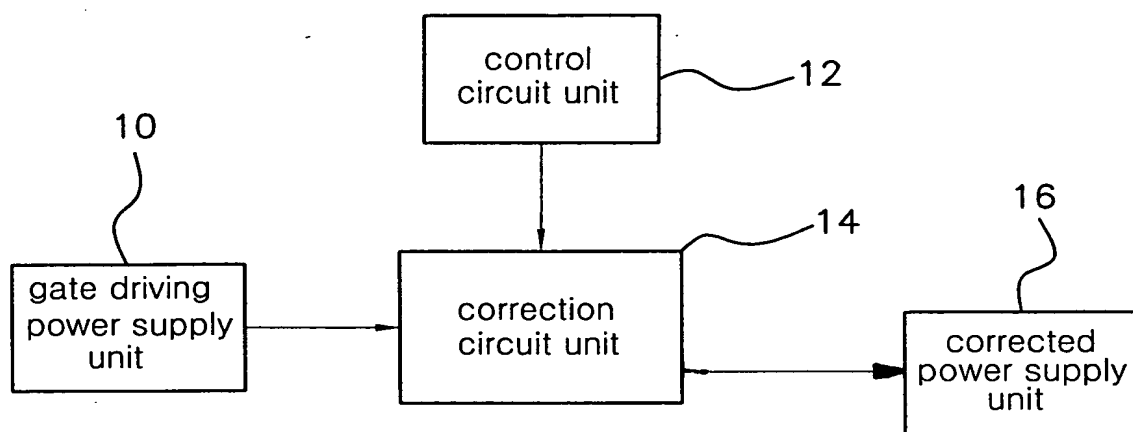 control
circuit unit
12
10
gate driving
power supply
unit
14
correction
circuit unit
16
corrected
power supply
unit